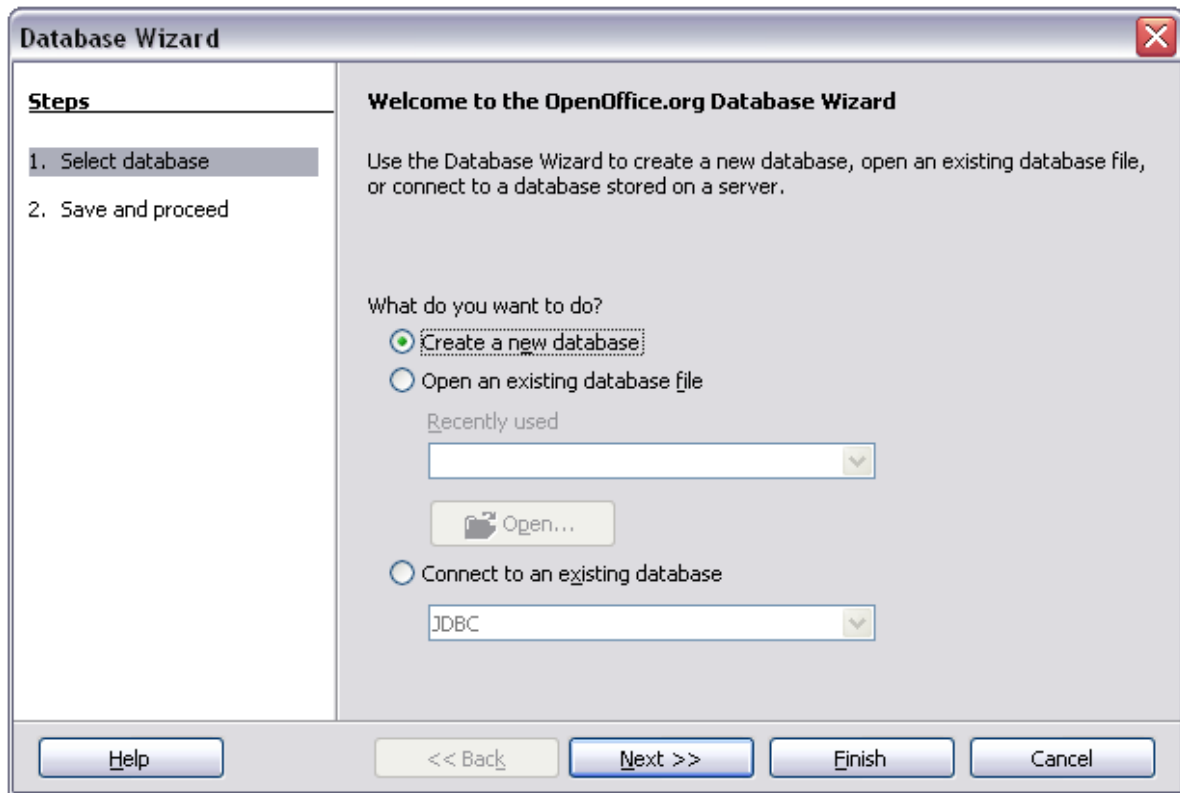 Database Wizard
Steps
1. Select database
2. Save and proceed
Welcome to the OpenOffice.org Database Wizard
Use the Database Wizard to create a new database, open an existing database file,
or connect to a database stored on a server.
What do you want to do?
Create a new database
Open an existing database file
Recently used
Open...
Connect to an existing database
JDBC
Help
<< Back
Next >>
Finish
Cancel